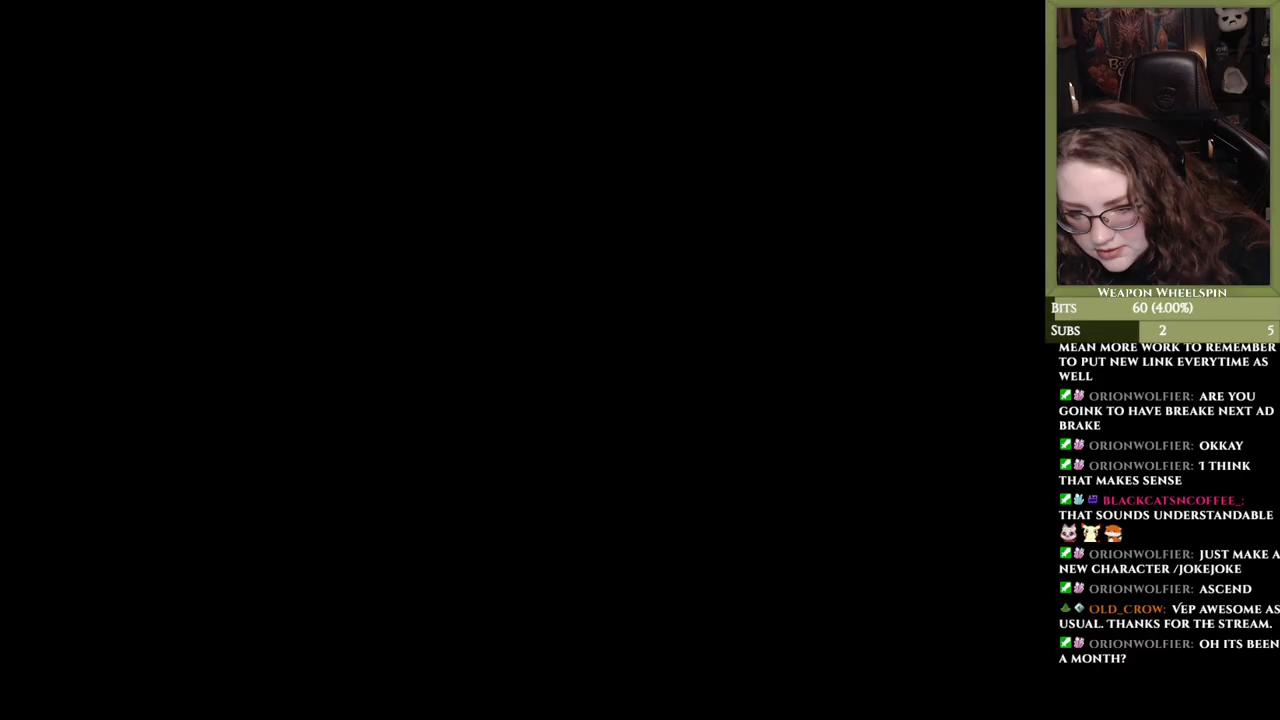 Weapon Wheelspin
Bits 60 (4.00%)
Subs 2 5
MEAN MORE WORK TO REMEMBER
TO PUT NEW LINK EVERYTIME AS
WELL
ORIONWOLFIER: ARE YOU
GOINK TO HAVE BREAKE NEXT AD
BRAKE
ORIONWOLFIER: OKKAY
ORIONWOLFIER: I THINK
THAT MAKES SENSE
BLACKCATSNCOFFEE_:
THAT SOUNDS UNDERSTANDABLE
ORIONWOLFIER: JUST MAKE A
NEW CHARACTER /JOKEJOKE
ORIONWOLFIER: ASCEND
OLD_CROW: YEP AWESOME AS
USUAL. THANKS FOR THE STREAM.
ORIONWOLFIER: OH ITS BEEN
A MONTH?